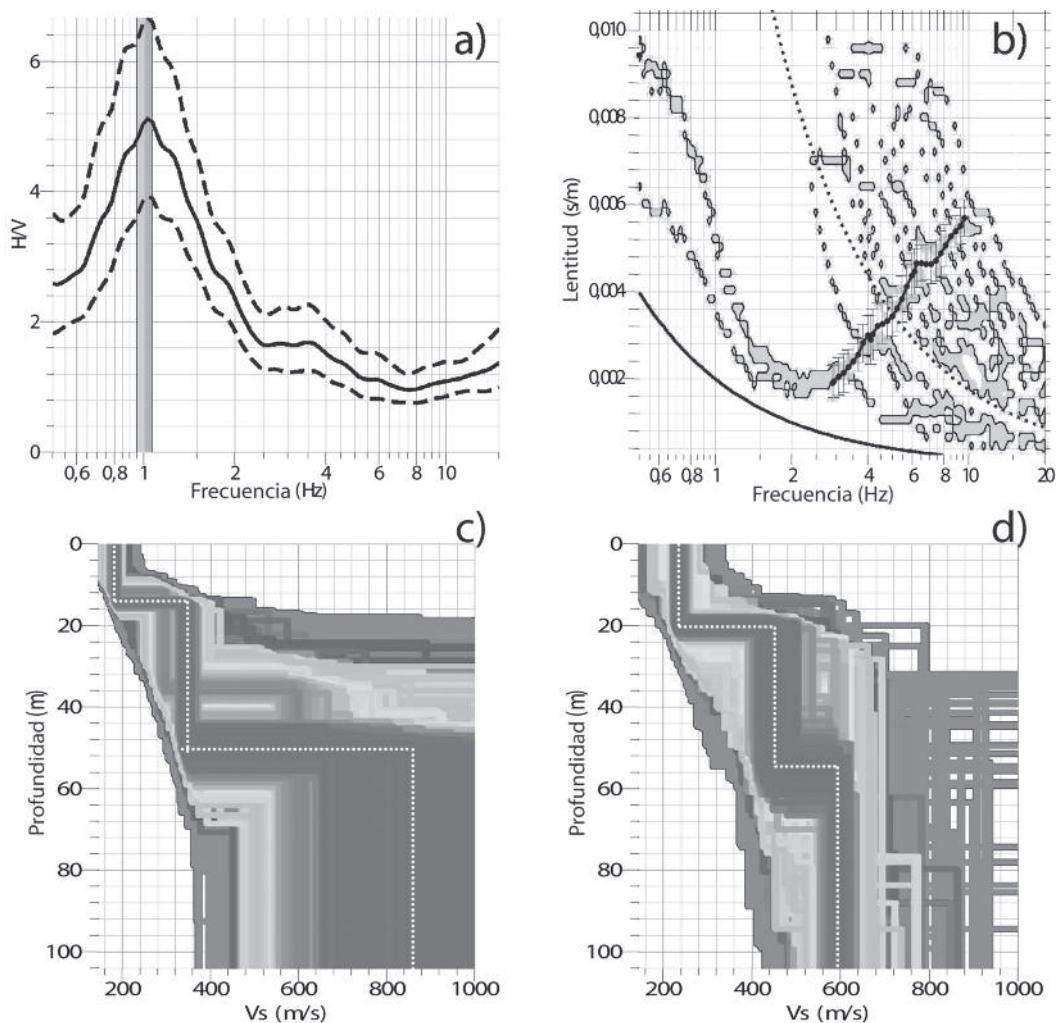 a)
6
4
2
0
H/V
0,6 0,8 1 2 4 6 10
Frecuencia (Hz)
b)
0,010
0,008
0,006
0,004
0,002
Lentitud (s/m)
0,6 1 2 4 6 8 10 20
Frecuencia (Hz)
c)
0
20
40
60
80
100
Profundidad (m)
200 400 600 800 1000
Vs (m/s)
d)
0
20
40
60
80
100
Profundidad (m)
200 400 600 800 1000
Vs (m/s)